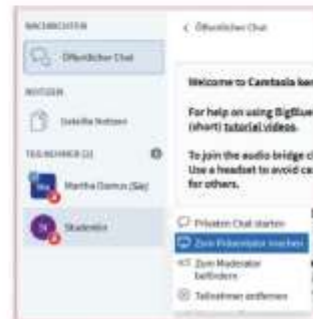 NACHRICHTEN
Öffentlicher Chat
NOTIZEN
Geteilte Notizen
TEILNEHMER (2)
Martha Domus (Sie)
Studentin
Öffentlicher Chat
Welcome to Camtasia
For help on using BigBlue
(short) tutorial videos.
To join the audio bridge
Use a headset to avoid
for others.
Privaten Chat starten
Zum Präsentator machen
Zum Moderator
befördern
Teilnehmer entfernen